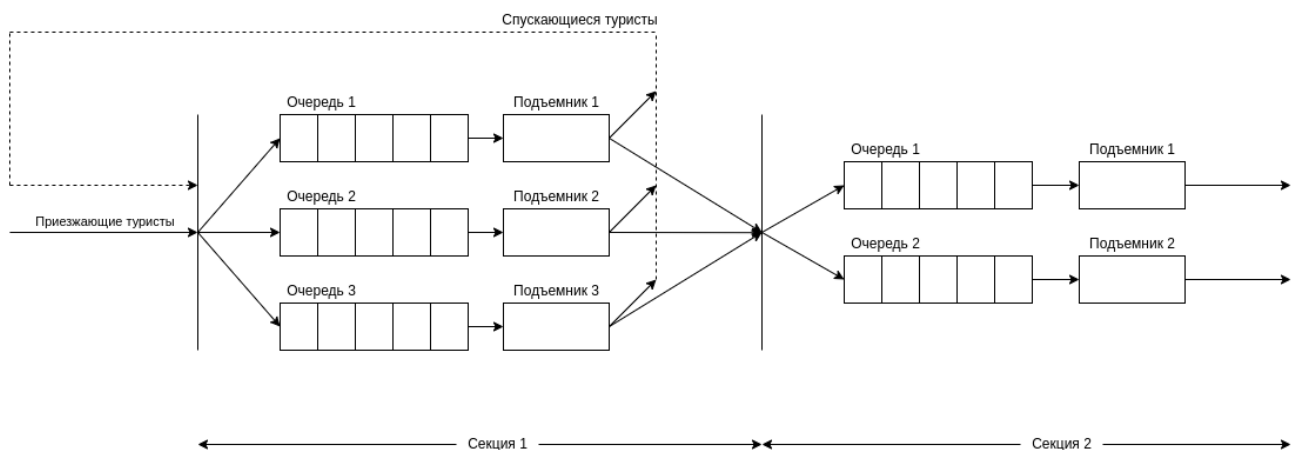 Спускающиеся туристы
Очередь 1
Подъемник 1
Очередь 1
Подъемник 1
Очередь 2
Подъемник 2
Приезжающие туристы
Очередь 2
Подъемник 2
Очередь 3
Подъемник 3
Секция 1
Секция 2